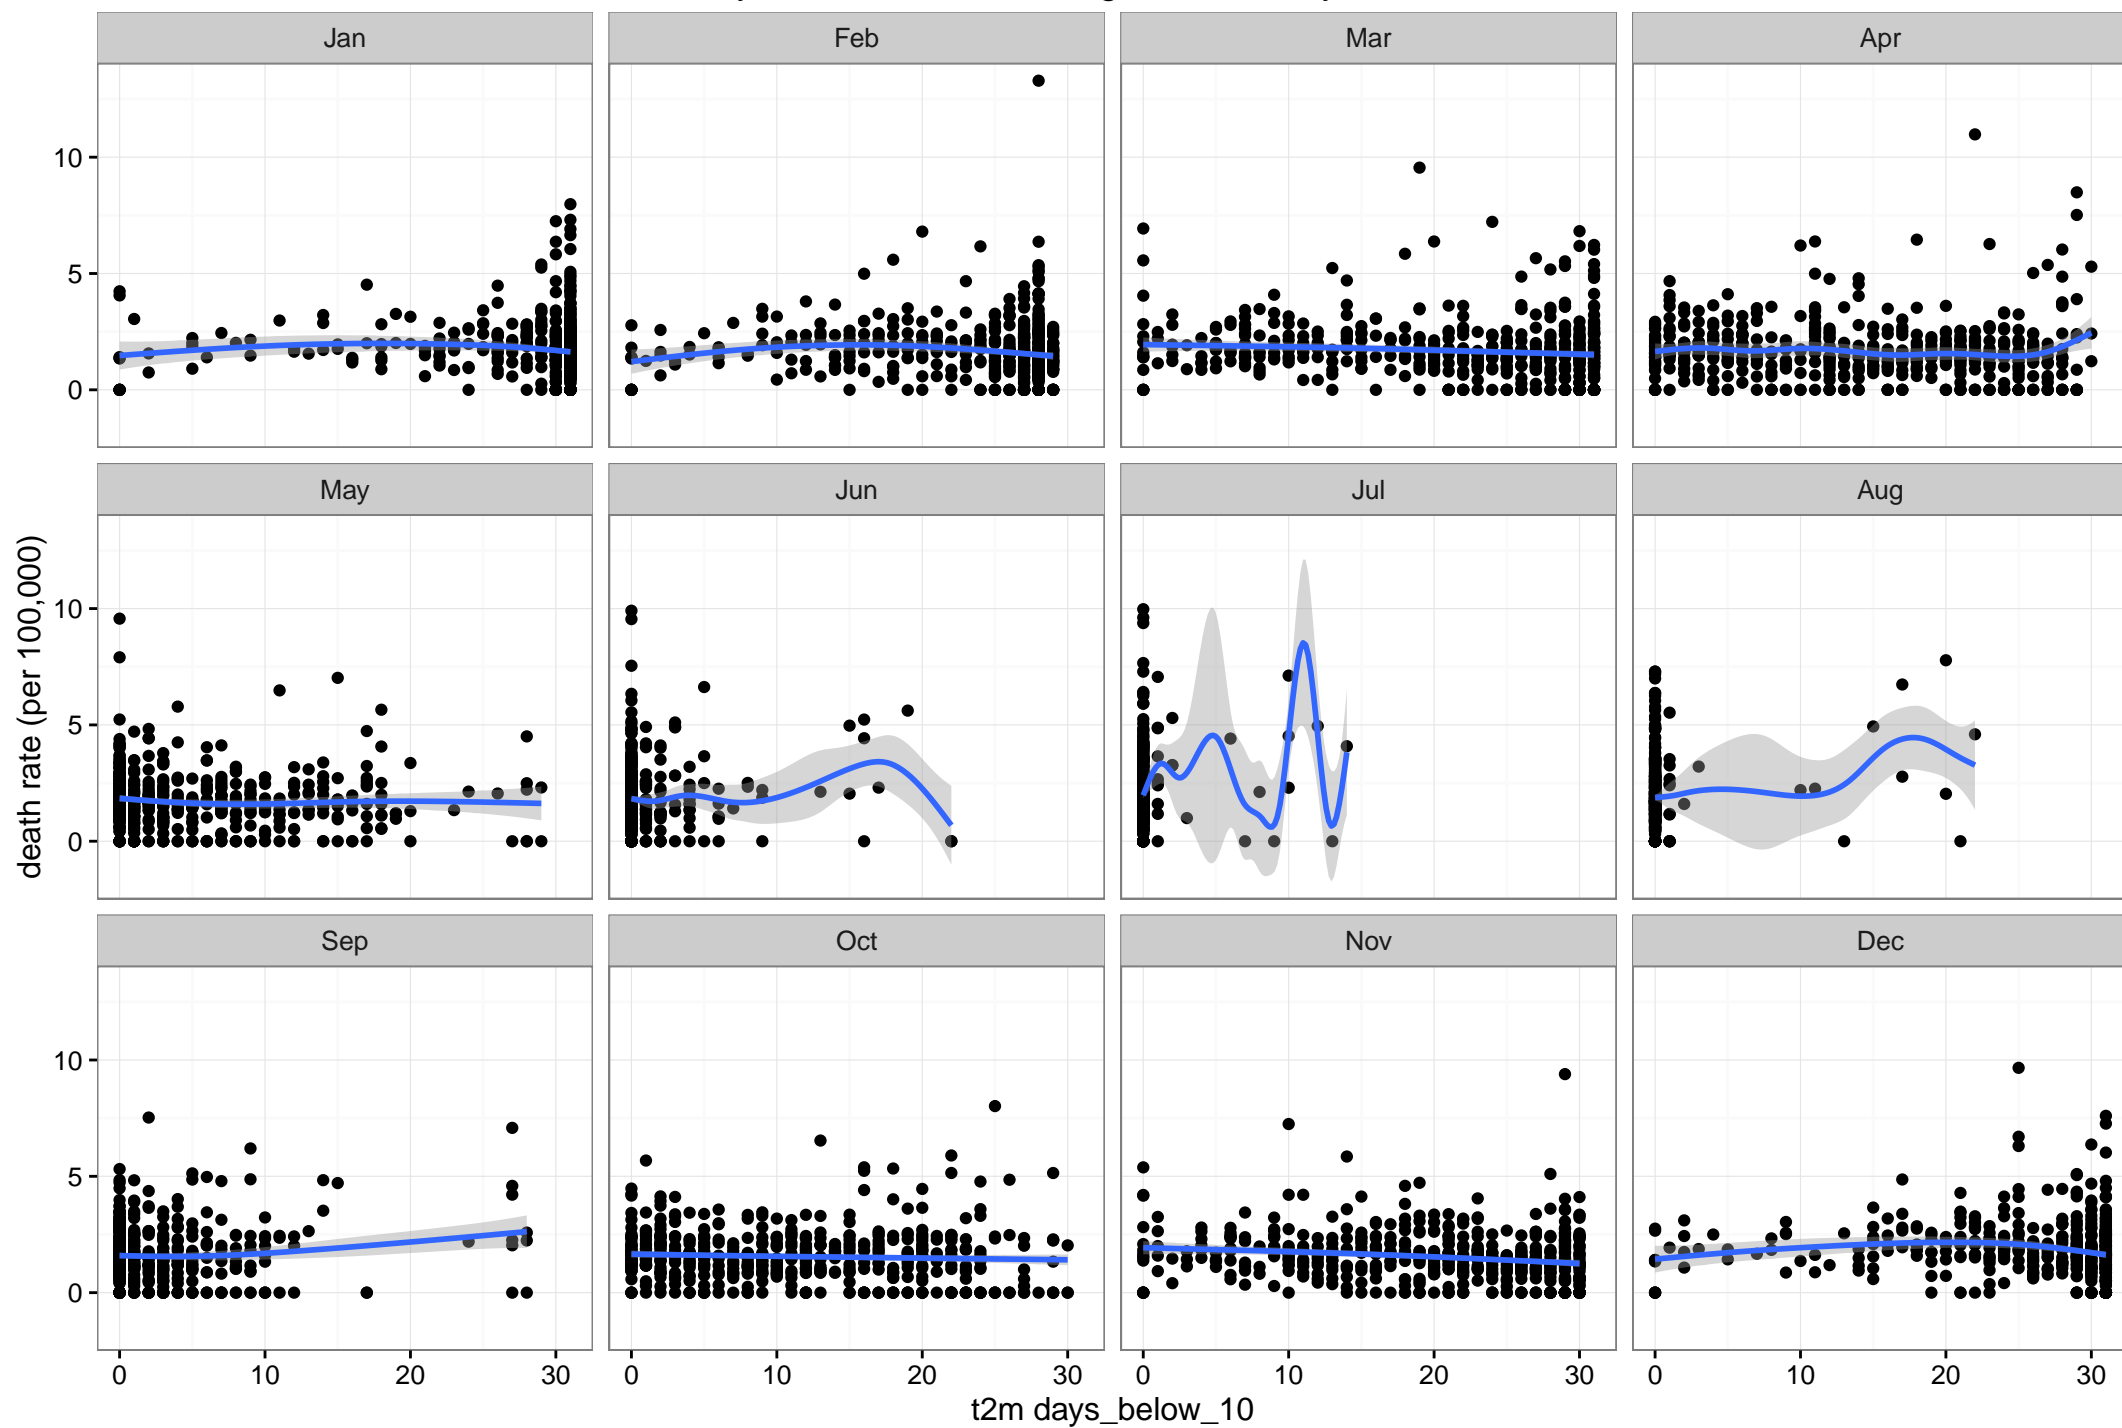 Jan Feb Mar Apr
10
5
0
May Jun Jul Aug
death rate (per 100,000)
10
5
0
Sep Oct Nov Dec
10
5
0
0 10 20 30 0 10 20 30 0 10 20 30 0 10 20 30
t2m days_below_10